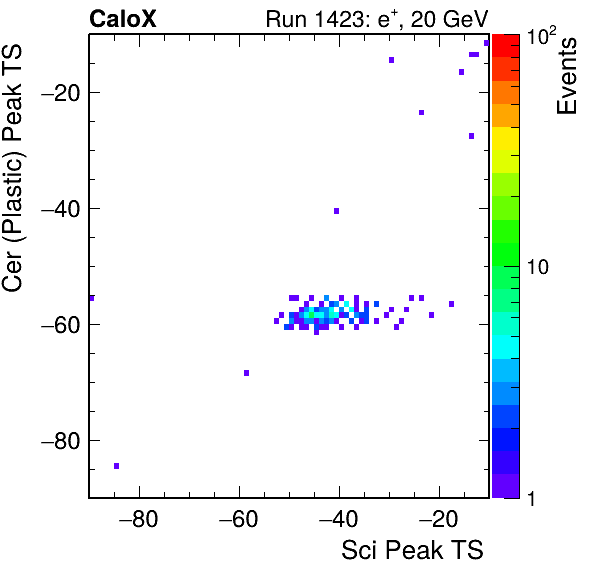 CaloX Run 1423: e⁺, 20 GeV
Cer (Plastic) Peak TS
−20
−40
−60
−80
−80 −60 −40 −20
Sci Peak TS
10²
10
1
Events